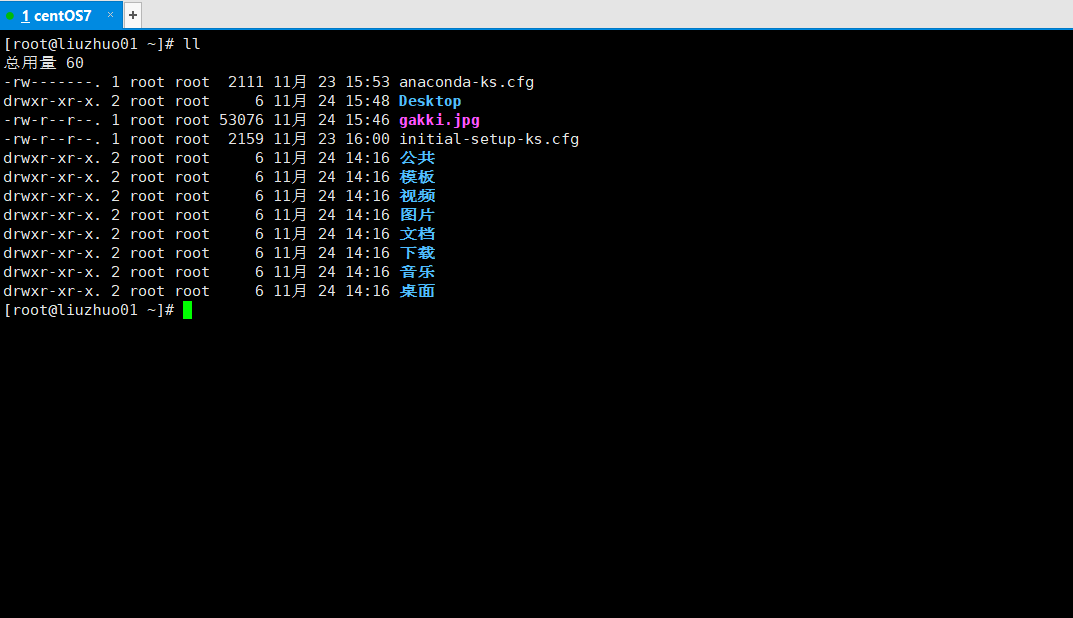 1 centOS7 × +
[root@liuzhuo01 ~]# ll
总用量 60
-rw-------. 1 root root  2111 11月 23 15:53 anaconda-ks.cfg
drwxr-xr-x. 2 root root     6 11月 24 15:48 Desktop
-rw-r--r--. 1 root root 53076 11月 24 15:46 gakki.jpg
-rw-r--r--. 1 root root  2159 11月 23 16:00 initial-setup-ks.cfg
drwxr-xr-x. 2 root root     6 11月 24 14:16 公共
drwxr-xr-x. 2 root root     6 11月 24 14:16 模板
drwxr-xr-x. 2 root root     6 11月 24 14:16 视频
drwxr-xr-x. 2 root root     6 11月 24 14:16 图片
drwxr-xr-x. 2 root root     6 11月 24 14:16 文档
drwxr-xr-x. 2 root root     6 11月 24 14:16 下载
drwxr-xr-x. 2 root root     6 11月 24 14:16 音乐
drwxr-xr-x. 2 root root     6 11月 24 14:16 桌面
[root@liuzhuo01 ~]#